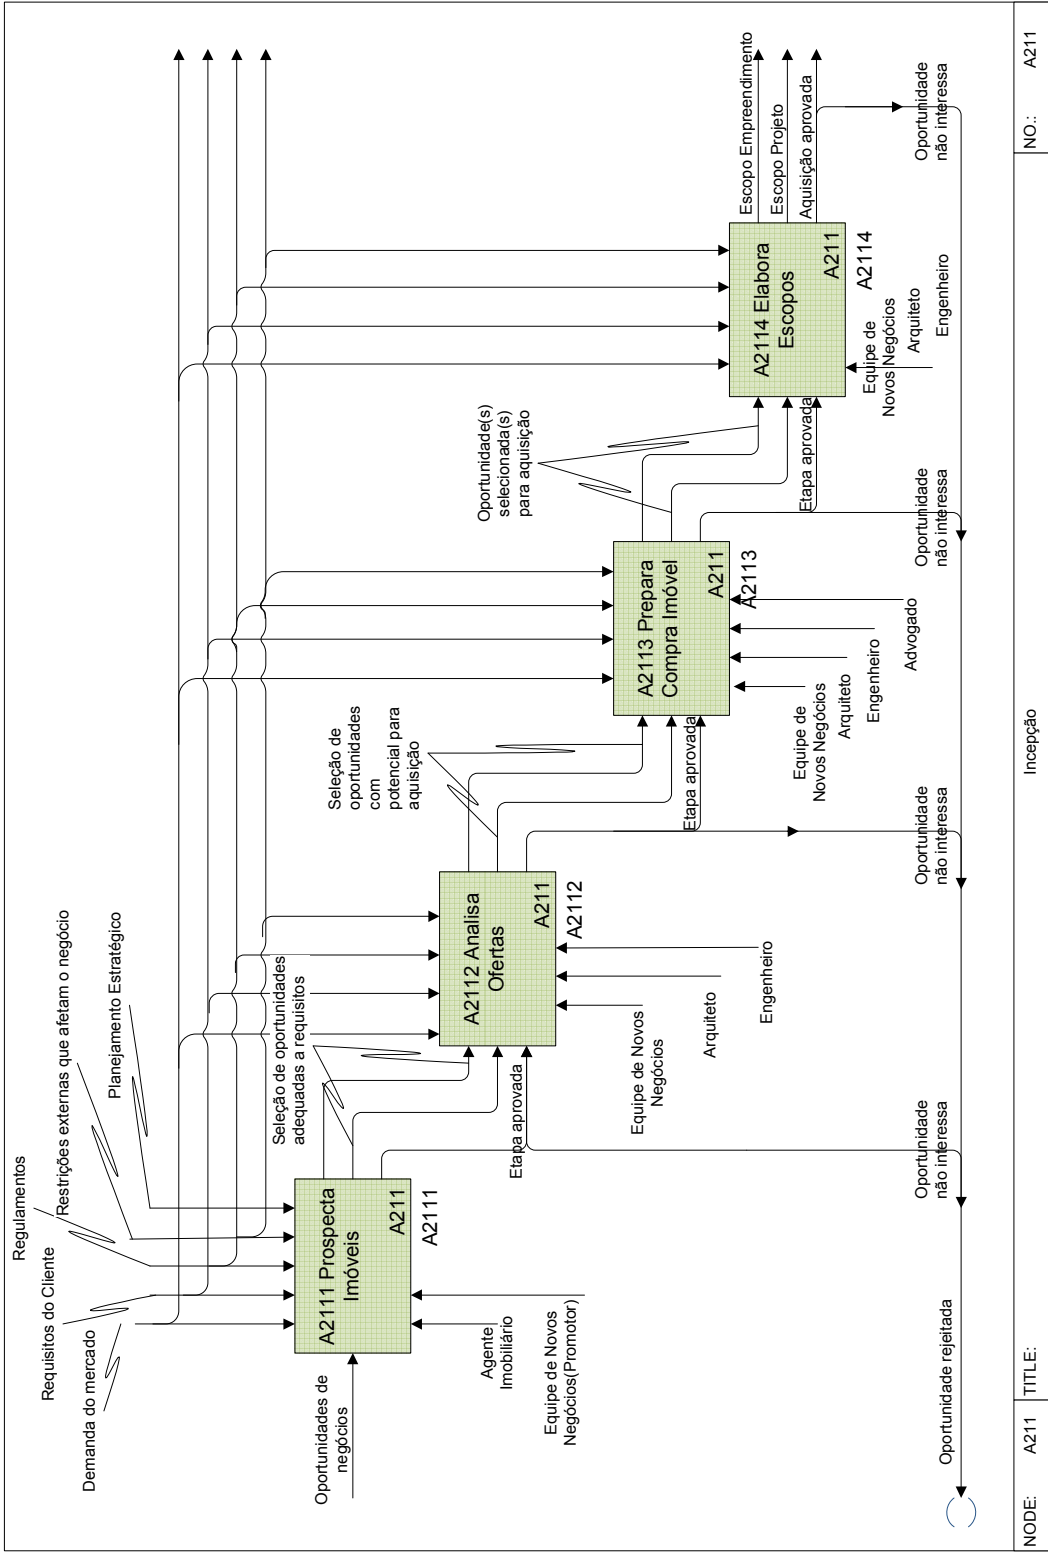 Demanda do mercado
Requisitos do Cliente
Regulamentos
Restrições externas que afetam o negócio
Planejamento Estratégico
Oportunidades de
negócios
A2111 Prospecta
Imóveis
A211
A2111
Agente
Imobiliário
Equipe de Novos
Negócios(Promotor)
Seleção de oportunidades
adequadas a requisitos
Etapa aprovada
Oportunidade
não interessa
A2112 Analisa
Ofertas
A211
A2112
Equipe de Novos
Negócios
Arquiteto
Engenheiro
Seleção de
oportunidades
com
potencial para
aquisição
Etapa aprovada
Oportunidade
não interessa
A2113 Prepara
Compra Imóvel
A211
A2113
Equipe de
Novos Negócios
Arquiteto
Engenheiro
Advogado
Oportunidade(s)
selecionada(s)
para aquisição
Etapa aprovada
Oportunidade
não interessa
A2114 Elabora
Escopos
A211
A2114
Equipe de
Novos Negócios
Arquiteto
Engenheiro
Escopo Empreendimento
Escopo Projeto
Aquisição aprovada
Oportunidade
não interessa
Oportunidade rejeitada
NODE: A211
TITLE: Incepção
NO.: A211